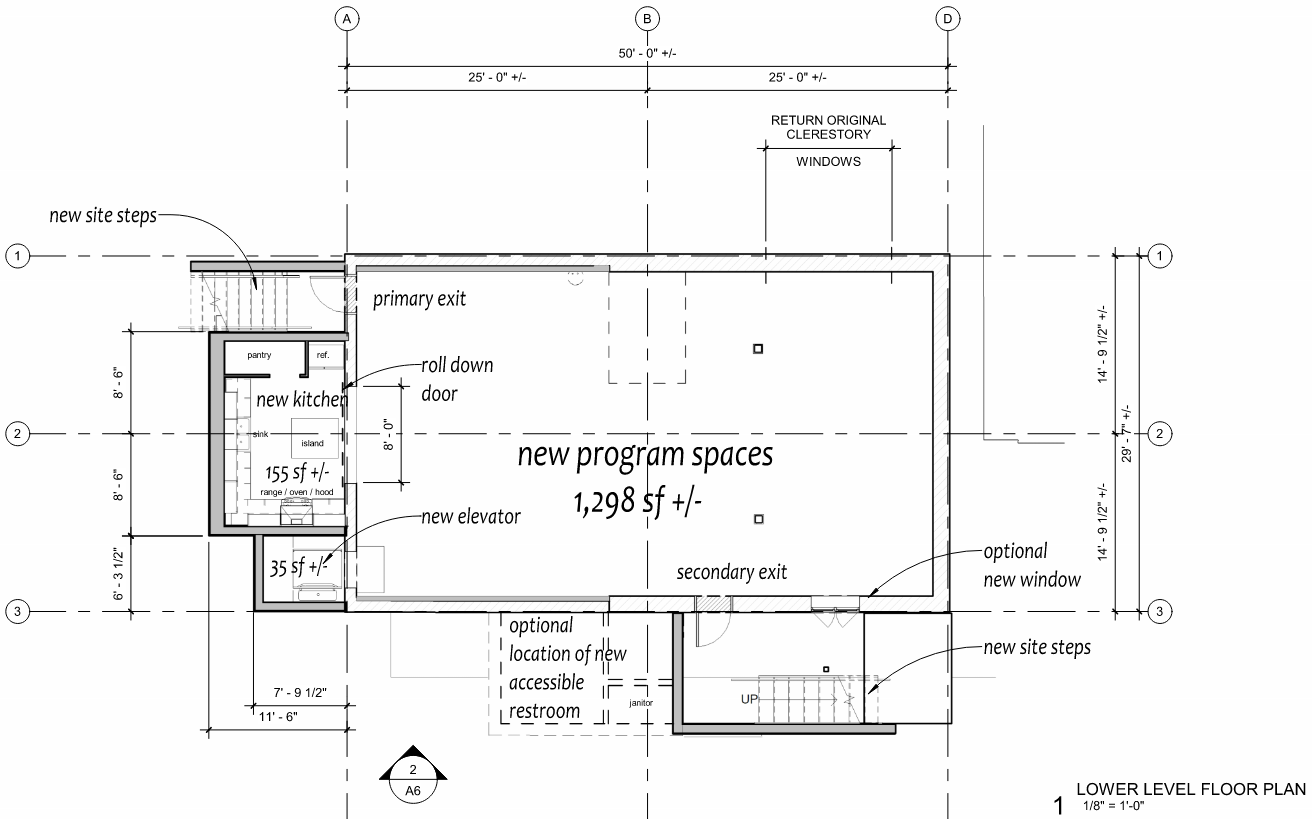 A
B
D
50' - 0" +/-
25' - 0" +/-
25' - 0" +/-
RETURN ORIGINAL
CLERESTORY
WINDOWS
new site steps
1
1
primary exit
14' - 9 1/2" +/-
pantry
ref.
roll down
door
8' - 6"
new kitchen
2
sink
island
8' - 0"
29' - 7" +/-
2
new program spaces
155 sf +/-
range / oven / hood
8' - 6"
1,298 sf +/-
14' - 9 1/2" +/-
new elevator
35 sf +/-
6' - 3 1/2"
secondary exit
optional
new window
3
3
optional
location of new
accessible
restroom
janitor
new site steps
UP
7' - 9 1/2"
11' - 6"
2
A6
1
LOWER LEVEL FLOOR PLAN
1/8" = 1'-0"